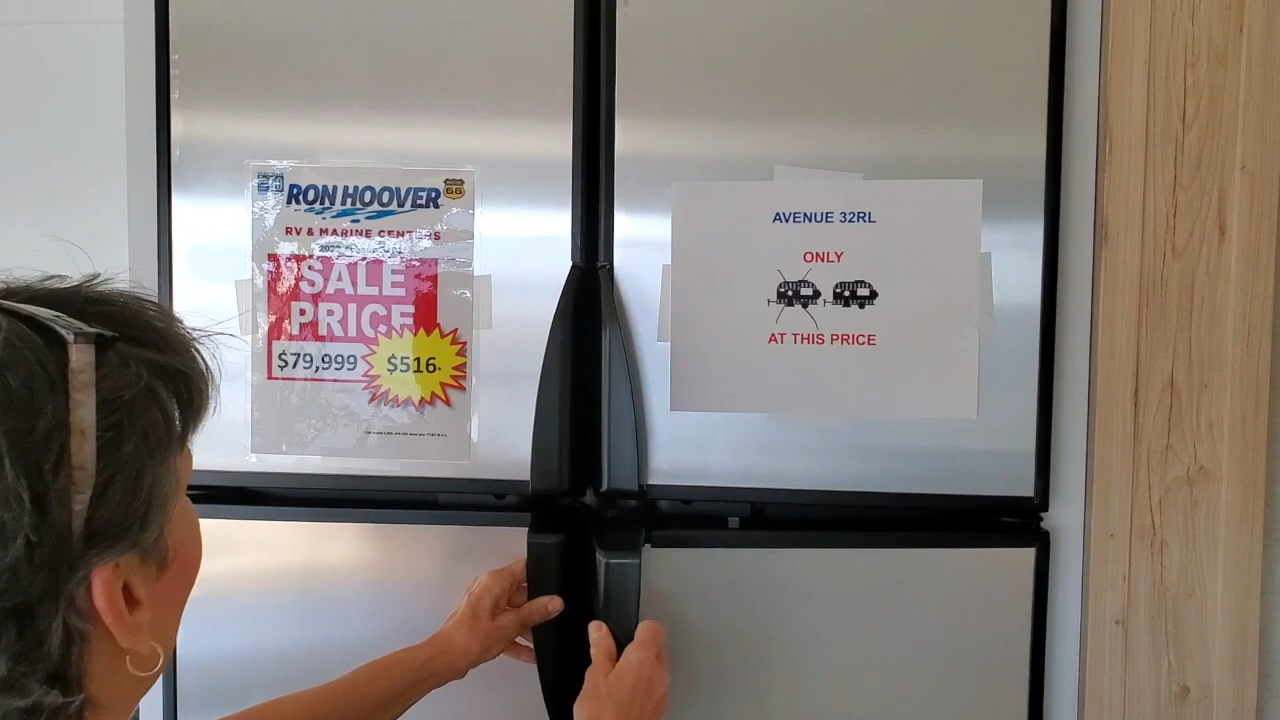 RON HOOVER
66
RV & MARINE CENTERS
SALE
PRICE
$79,999
$516
AVENUE 32RL
ONLY
AT THIS PRICE